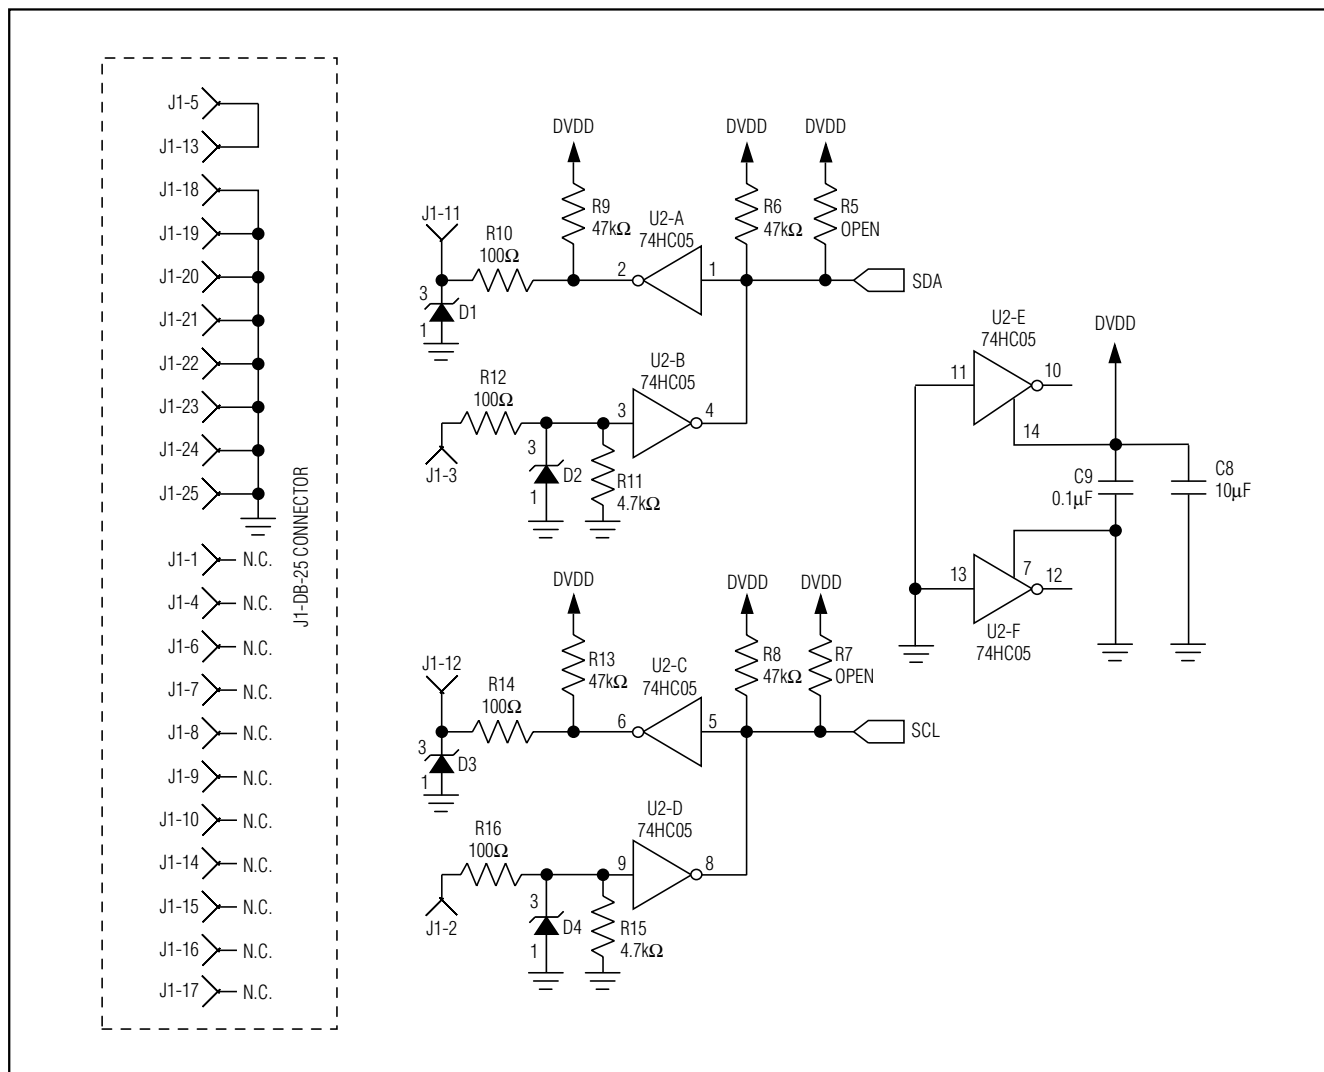 J1-5
J1-13
J1-18
J1-19
J1-20
J1-21
J1-22
J1-23
J1-24
J1-25
J1-1 N.C.
J1-4 N.C.
J1-6 N.C.
J1-7 N.C.
J1-8 N.C.
J1-9 N.C.
J1-10 N.C.
J1-14 N.C.
J1-15 N.C.
J1-16 N.C.
J1-17 N.C.
J1-DB-25 CONNECTOR
DVDD
DVDD
DVDD
J1-11
R10
100Ω
R9
47kΩ
U2-A
74HC05
R6
47kΩ
R5
OPEN
2
1
SDA
3
D1
1
R12
100Ω
U2-B
74HC05
3
4
J1-3
3
D2
1
R11
4.7kΩ
DVDD
DVDD
DVDD
J1-12
R14
100Ω
R13
47kΩ
U2-C
74HC05
R8
47kΩ
R7
OPEN
6
5
SCL
3
D3
1
R16
100Ω
U2-D
74HC05
9
8
J1-2
3
D4
1
R15
4.7kΩ
U2-E
74HC05
DVDD
11
10
14
C9
0.1µF
C8
10µF
13
7
12
U2-F
74HC05